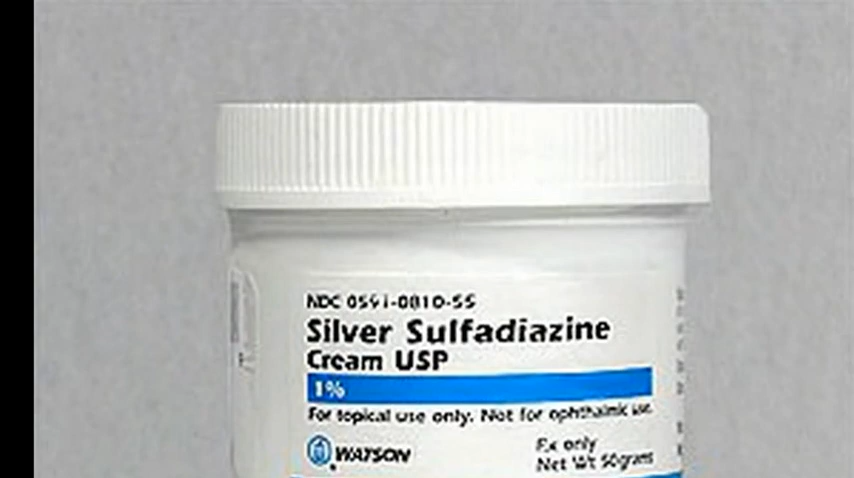 NDC 0591-0810-55
Silver Sulfadiazine
Cream USP
1%
For topical use only. Not for ophthalmic use.
WATSON
Rx only
Net Wt 50grams